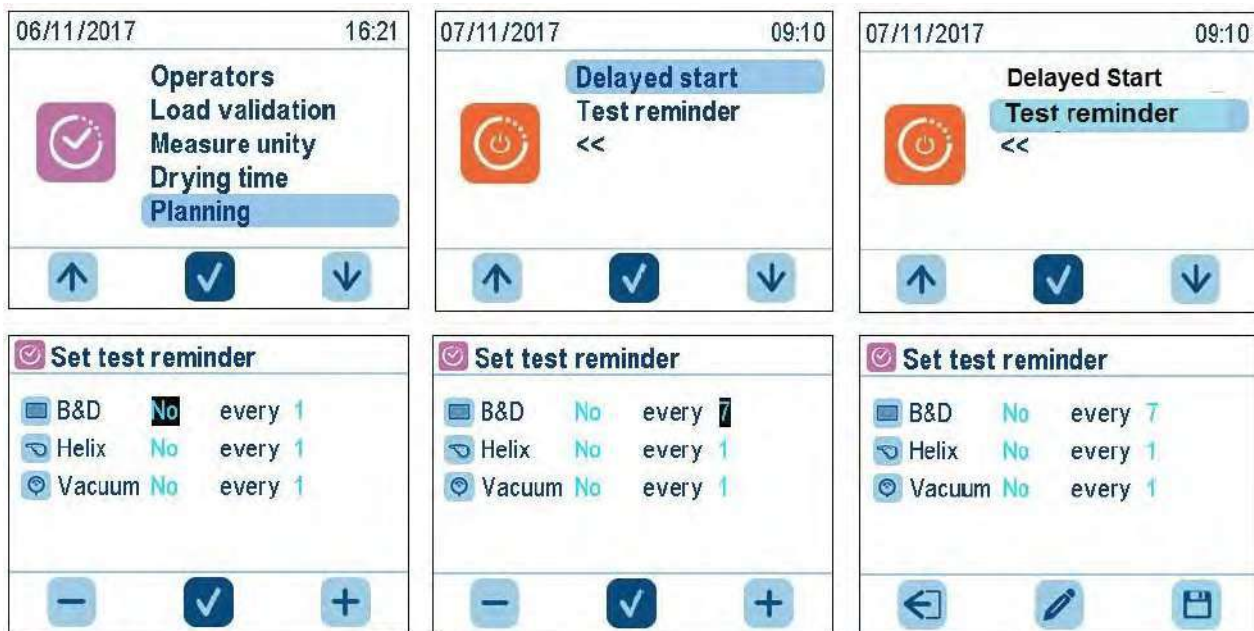 06/11/2017 16:21
Operators
Load validation
Measure unity
Drying time
Planning
07/11/2017 09:10
Delayed start
Test reminder
<<
07/11/2017 09:10
Delayed Start
Test reminder
<<
Set test reminder
B&D No every 1
Helix No every 1
Vacuum No every 1
Set test reminder
B&D No every 7
Helix No every 1
Vacuum No every 1
Set test reminder
B&D No every 7
Helix No every 1
Vacuum No every 1